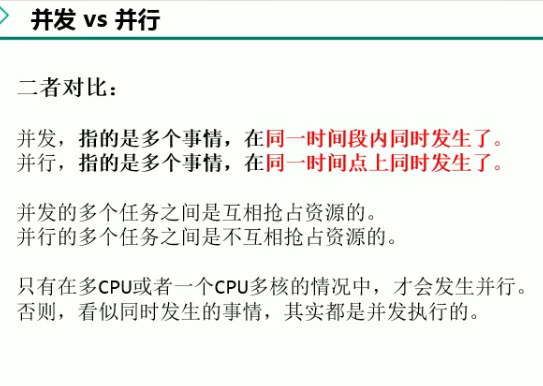 并发 vs 并行
二者对比：
并发，指的是多个事情，在同一时间段内同时发生了。
并行，指的是多个事情，在同一时间点上同时发生了。
并发的多个任务之间是互相抢占资源的。
并行的多个任务之间是不互相抢占资源的。
只有在多CPU或者一个CPU多核的情况中，才会发生并行。
否则，看似同时发生的事情，其实都是并发执行的。